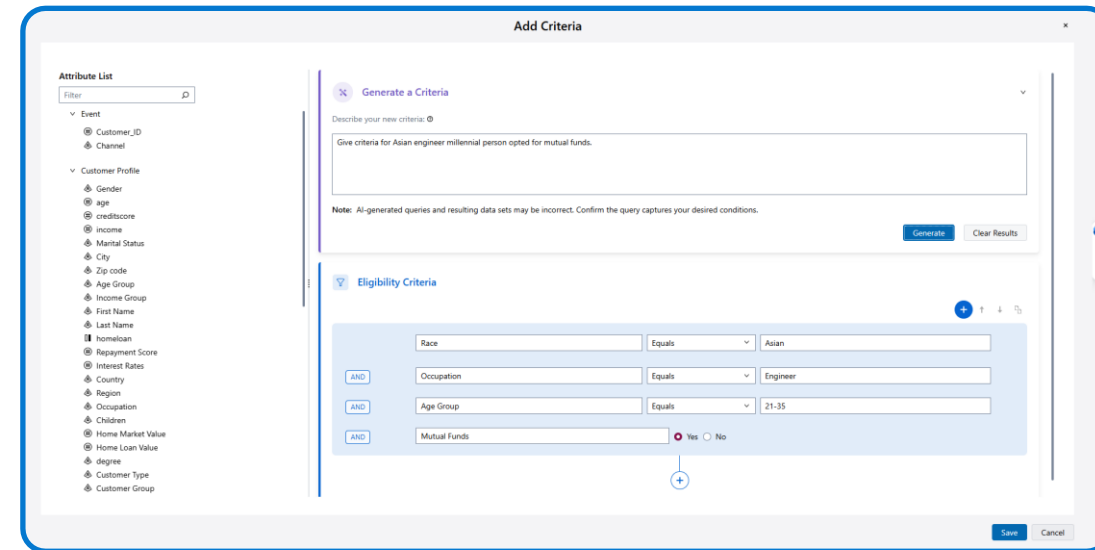 Add Criteria
Attribute List
Filter
Event
Customer_ID
Channel
Customer Profile
Gender
age
creditscore
income
Marital Status
City
Zip code
Age Group
Income Group
First Name
Last Name
homeloan
Repayment Score
Interest Rates
Country
Region
Occupation
Children
Home Market Value
Home Loan Value
degree
Customer Type
Customer Group
Generate a Criteria
Describe your new criteria:
Give criteria for Asian engineer millennial person opted for mutual funds.
Note: AI-generated queries and resulting data sets may be incorrect. Confirm the query captures your desired conditions.
Generate Clear Results
Eligibility Criteria
Race Equals Asian
AND Occupation Equals Engineer
AND Age Group Equals 21-35
AND Mutual Funds Yes No
Save Cancel